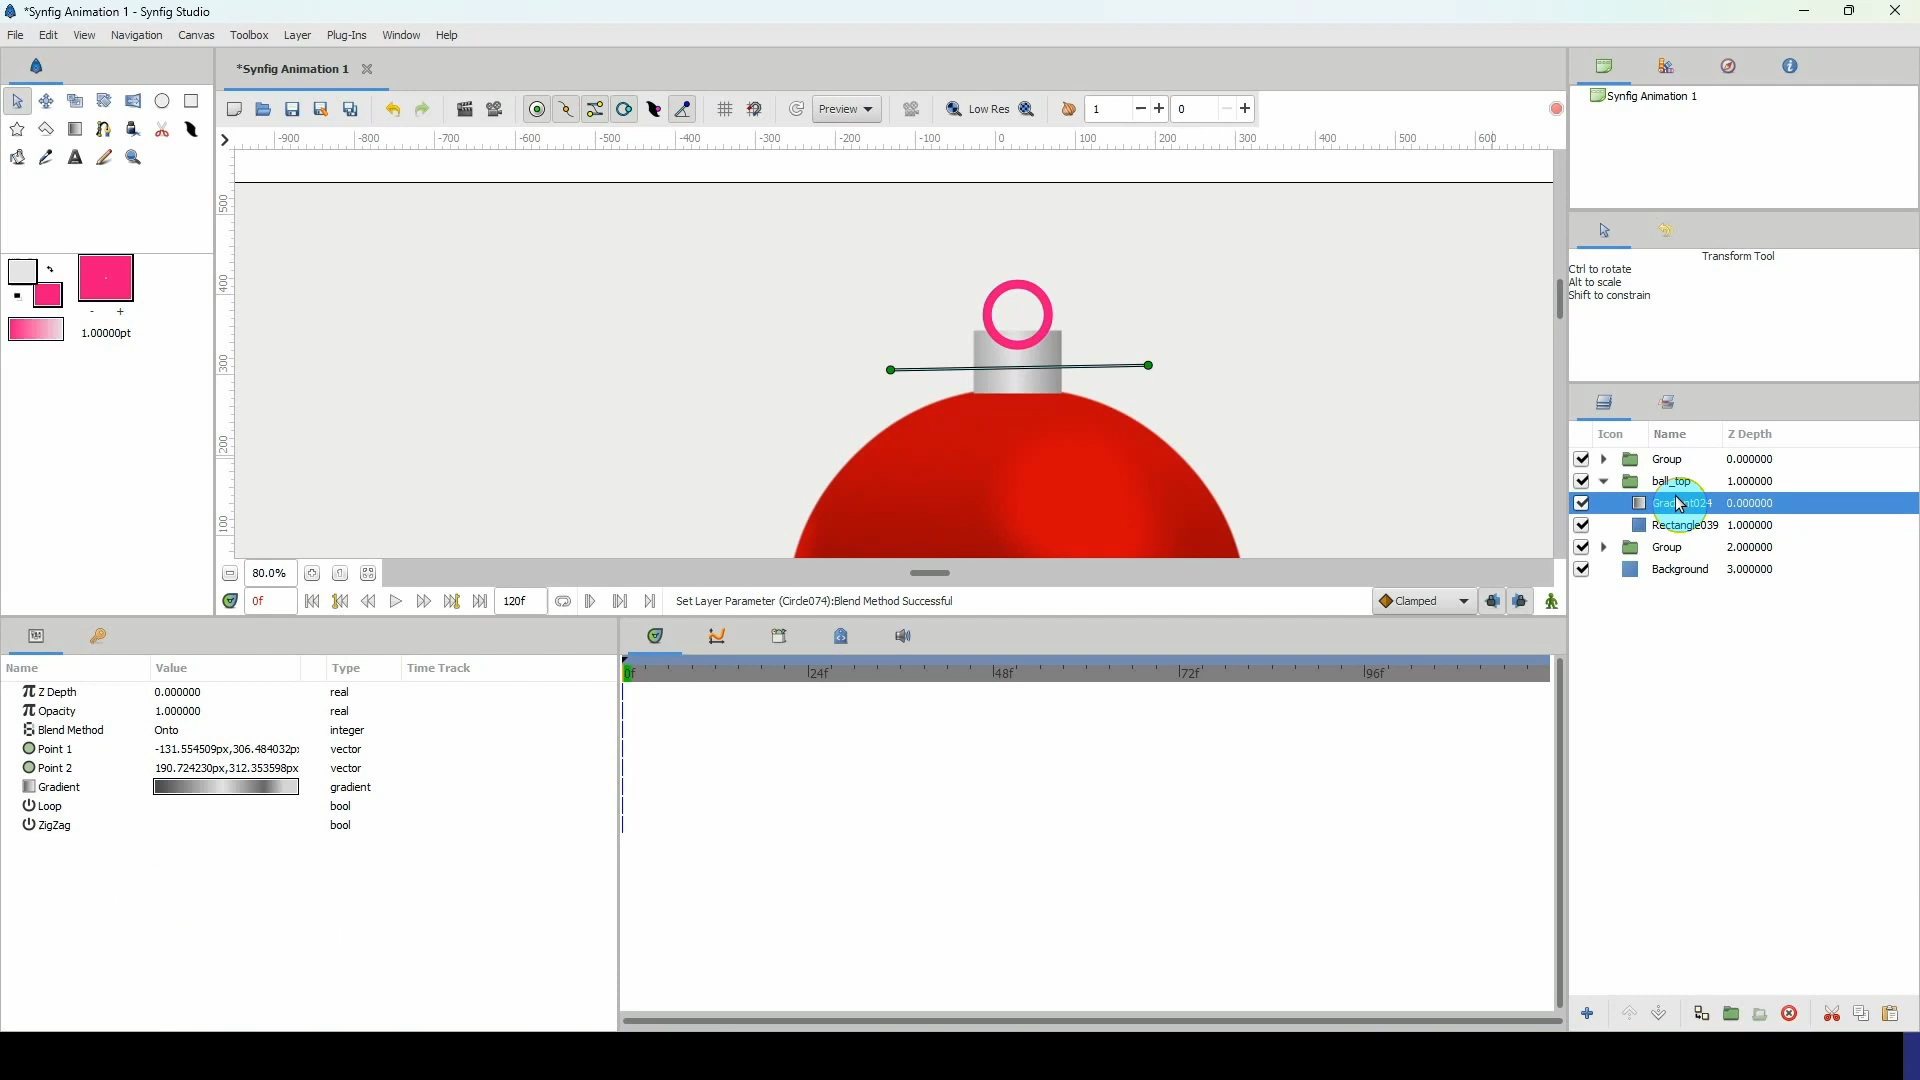 *Synfig Animation 1 - Synfig Studio
File Edit View Navigation Canvas Toolbox Layer Plug-Ins Window Help
*Synfig Animation 1
Preview Low Res 1 0
-900 -800 -700 -600 -500 -400 -300 -200 -100 0 100 200 300 400 500 600
500
400
300
200
100
1.00000pt
80.0%
0f 120f Set Layer Parameter (Circle074):Blend Method Successful Clamped
Synfig Animation 1
Transform Tool
Ctrl to rotate
Alt to scale
Shift to constrain
Icon Name Z Depth
Group 0.000000
ball_top 1.000000
Gradient024 0.000000
Rectangle039 1.000000
Group 2.000000
Background 3.000000
Name Value Type Time Track
Z Depth 0.000000 real
Opacity 1.000000 real
Blend Method Onto integer
Point 1 -131.554509px,306.484032px vector
Point 2 190.724230px,312.353598px vector
Gradient gradient
Loop bool
ZigZag bool
0f 24f 48f 72f 96f